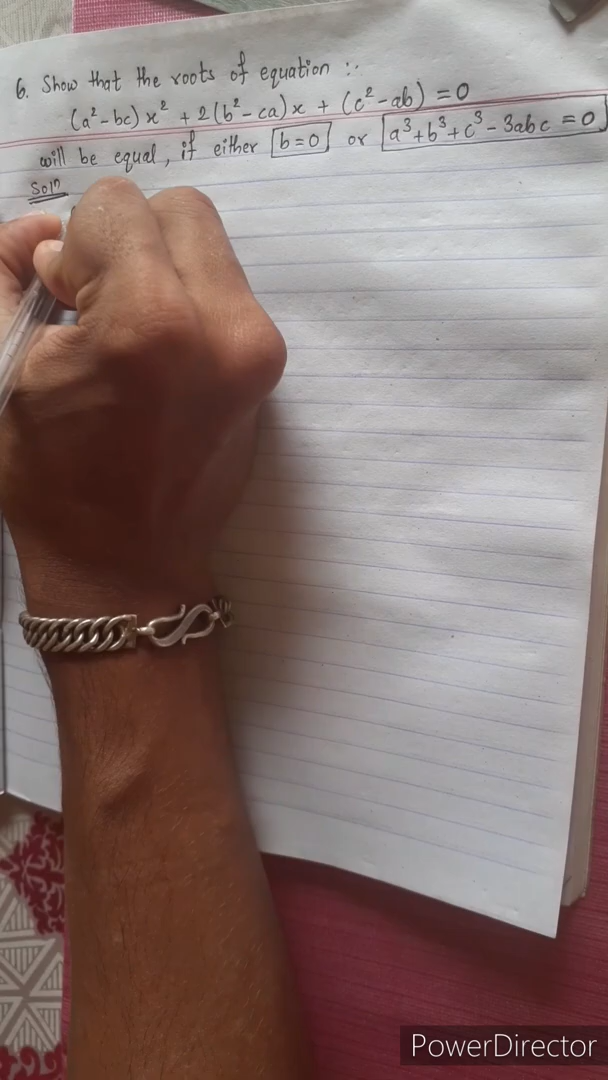 6. Show that the roots of equation :-
(a² - bc) x² + 2(b² - ca) x + (c² - ab) = 0
will be equal, if either b = 0 or a³ + b³ + c³ - 3abc = 0
Solⁿ
PowerDirector